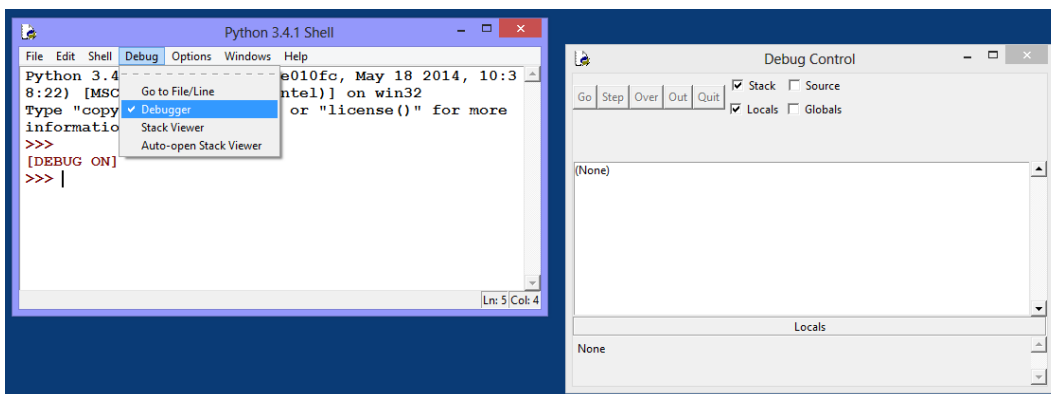 Python 3.4.1 Shell
File Edit Shell Debug Options Windows Help
Python 3.4 e010fc, May 18 2014, 10:3
8:22) [MSC ntel)] on win32
Type "copy or "license()" for more
informatio
>>>
[DEBUG ON]
>>>
Go to File/Line
Debugger
Stack Viewer
Auto-open Stack Viewer
Ln: 5 Col: 4
Debug Control
Go Step Over Out Quit
Stack Source
Locals Globals
(None)
Locals
None